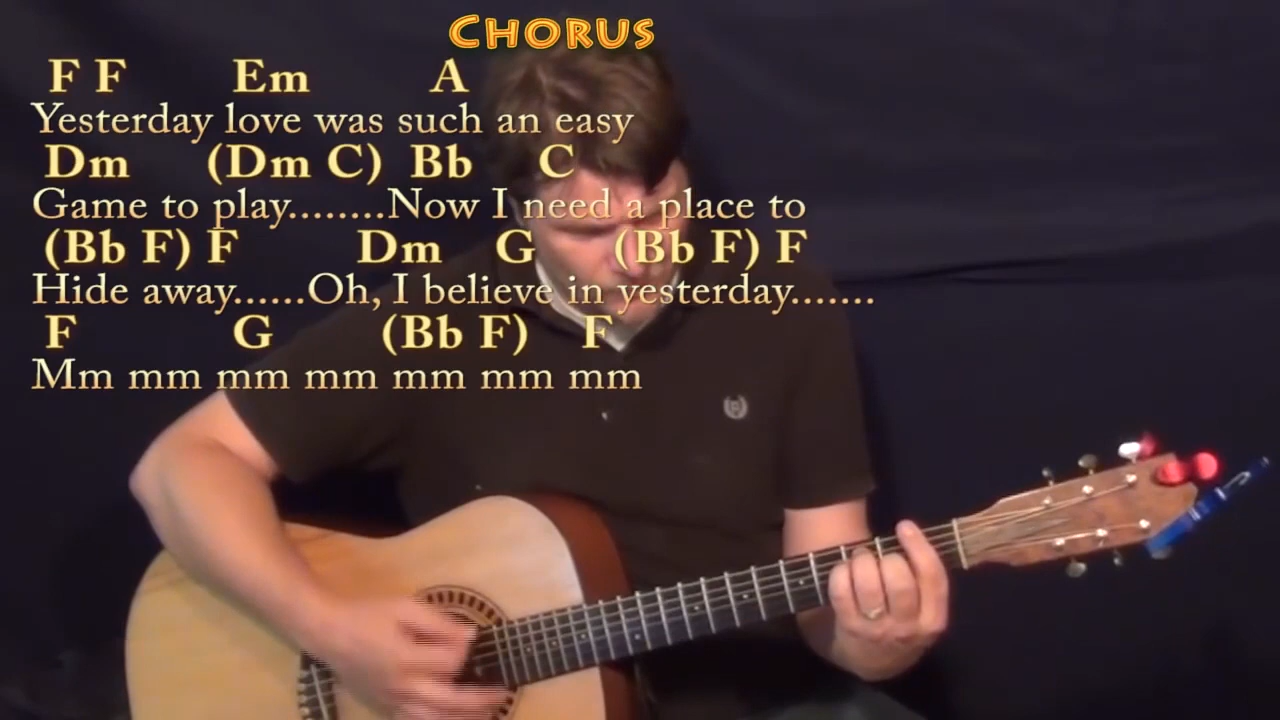 CHORUS
F F Em A
Yesterday love was such an easy
Dm (Dm C) Bb C
Game to play........Now I need a place to
(Bb F) F Dm G (Bb F) F
Hide away......Oh, I believe in yesterday.......
F G (Bb F) F
Mm mm mm mm mm mm mm